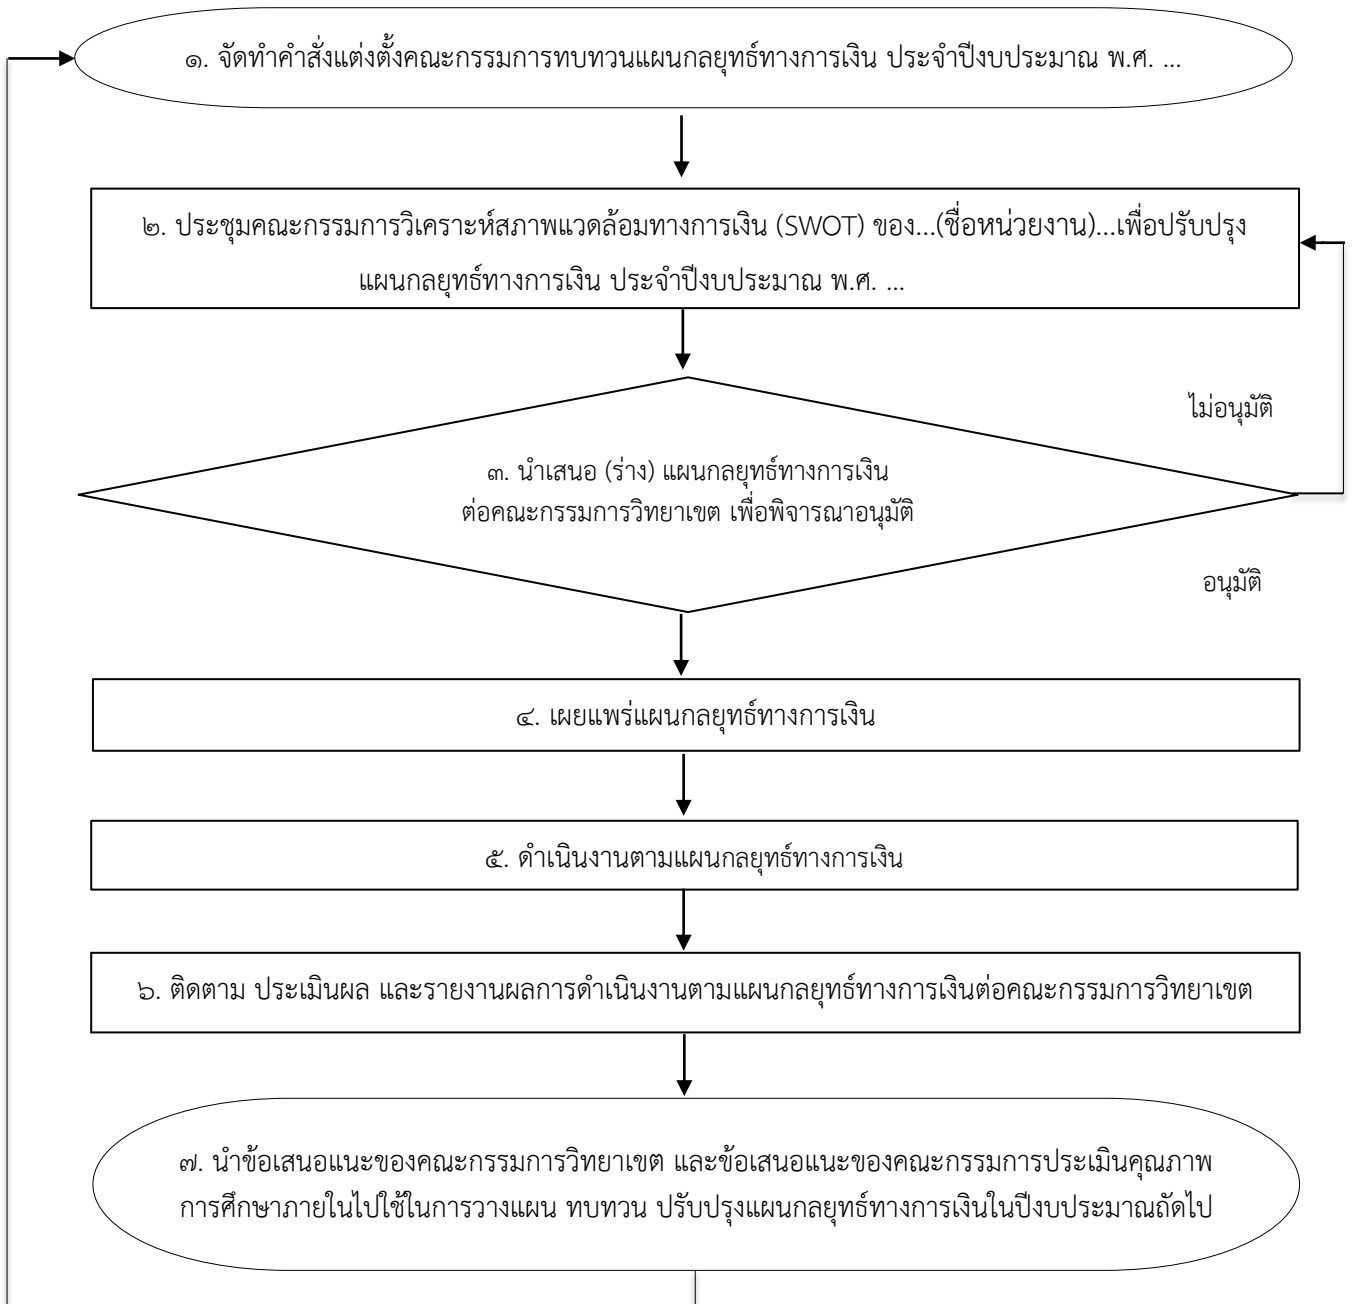 ๑. จัดทำคำสั่งแต่งตั้งคณะกรรมการทบทวนแผนกลยุทธ์ทางการเงิน ประจำปีงบประมาณ พ.ศ. ...
๒. ประชุมคณะกรรมการวิเคราะห์สภาพแวดล้อมทางการเงิน (SWOT) ของ...(ชื่อหน่วยงาน)...เพื่อปรับปรุง
แผนกลยุทธ์ทางการเงิน ประจำปีงบประมาณ พ.ศ. ...
ไม่อนุมัติ
๓. นำเสนอ (ร่าง) แผนกลยุทธ์ทางการเงิน
ต่อคณะกรรมการวิทยาเขต เพื่อพิจารณาอนุมัติ
อนุมัติ
๔. เผยแพร่แผนกลยุทธ์ทางการเงิน
๕. ดำเนินงานตามแผนกลยุทธ์ทางการเงิน
๖. ติดตาม ประเมินผล และรายงานผลการดำเนินงานตามแผนกลยุทธ์ทางการเงินต่อคณะกรรมการวิทยาเขต
๗. นำข้อเสนอแนะของคณะกรรมการวิทยาเขต และข้อเสนอแนะของคณะกรรมการประเมินคุณภาพ
การศึกษาภายในไปใช้ในการวางแผน ทบทวน ปรับปรุงแผนกลยุทธ์ทางการเงินในปีงบประมาณถัดไป